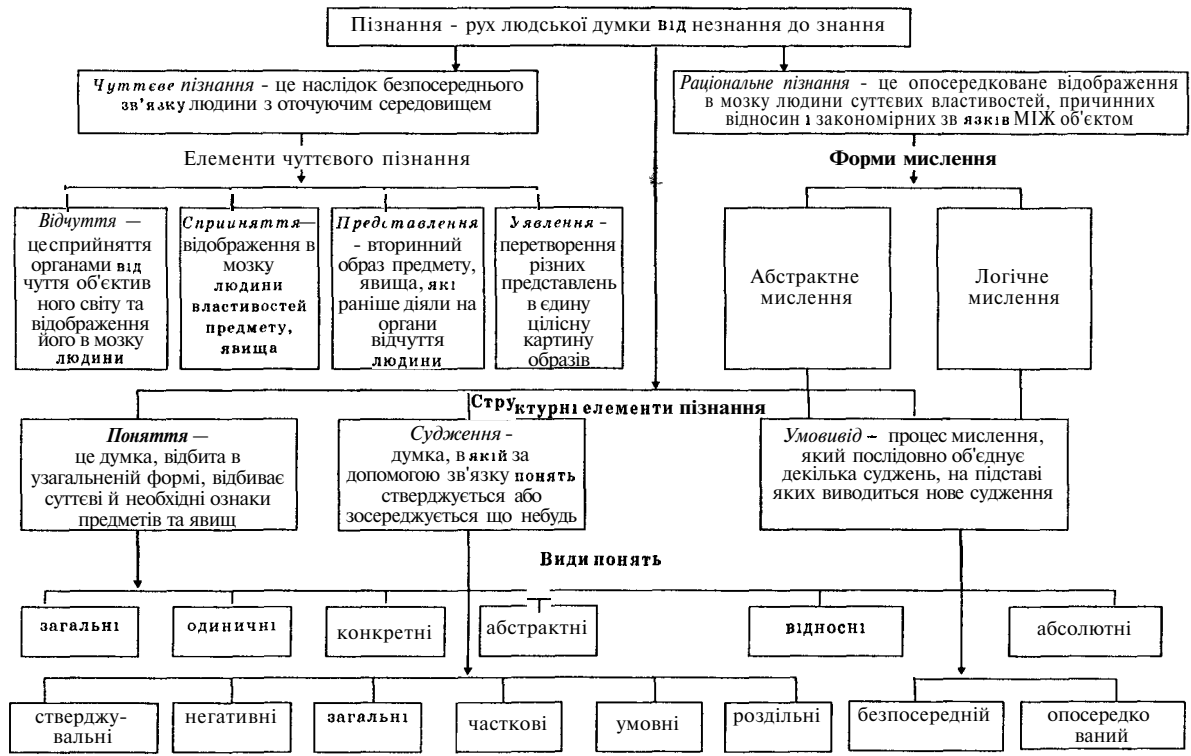 Пізнання - рух людської думки від незнання до знання
Чуттєве пізнання - це наслідок безпосереднього
зв'язку людини з оточуючим середовищем
Раціональне пізнання - це опосередковане відображення
в мозку людини суттєвих властивостей, причинних
відносин і закономірних зв язків МІЖ об'єктом
Елементи чуттєвого пізнання
Форми мислення
Відчуття —
цесприйняття
органами від
чуття об'єктив
ного світу та
відображення
його в мозку
людини
Сприиняття—
відображення в
мозку
людини
властивостей
предмету,
явища
Представлення
- вторинний
образ предмету,
явища, які
раніше діяли на
органи
відчуття
людини
Уявлення -
перетворення
різних
представлень
в єдину
цілісну
картину
образів
Абстрактне
мислення
Логічне
мислення
Структурні елементи пізнання
Поняття —
це думка, відбита в
узагальненій формі, відбиває
суттєві й необхідні ознаки
предметів та явищ
Судження -
думка, в якій за
допомогою зв'язку понять
стверджується або
зосереджується що небудь
Умовивід – процес мислення,
який послідовно об'єднує
декілька суджень, на підставі
яких виводиться нове судження
Види понять
загальні
одиничні
конкретні
абстрактні
відносні
абсолютні
стверджу-
вальні
негативні
загальні
часткові
умовні
роздільні
безпосередній
опосередко
ваний